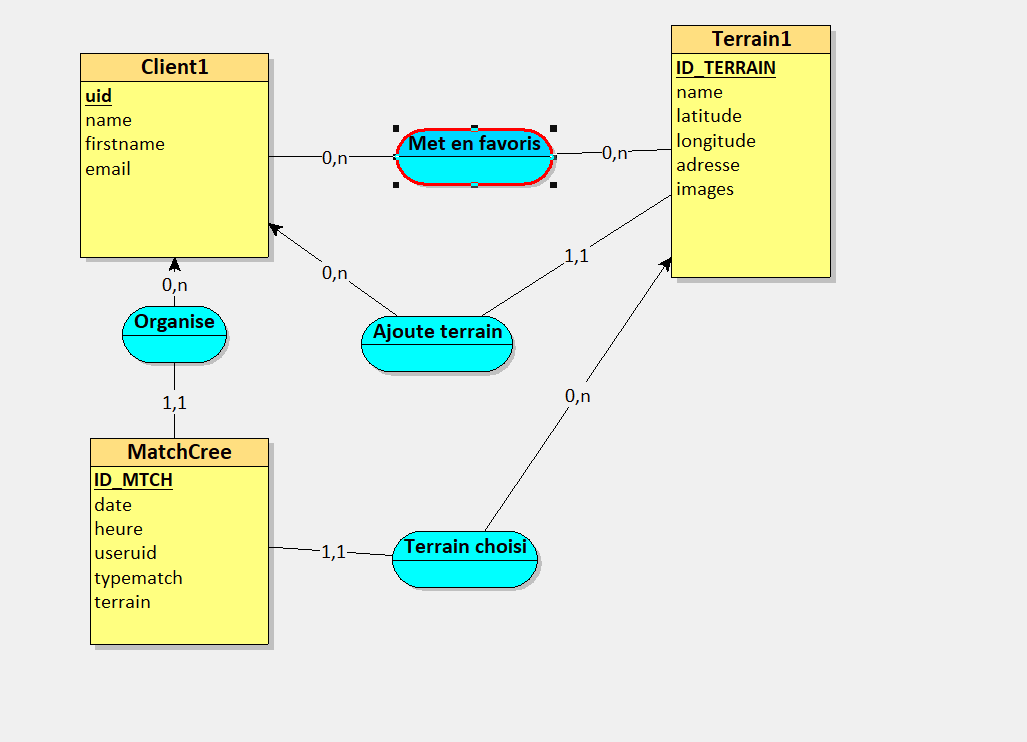 Client1
uid
name
firstname
email
0,n
Met en favoris
0,n
Terrain1
ID_TERRAIN
name
latitude
longitude
adresse
images
0,n
1,1
Ajoute terrain
0,n
Organise
1,1
0,n
MatchCree
ID_MTCH
date
heure
useruid
typematch
terrain
1,1
Terrain choisi